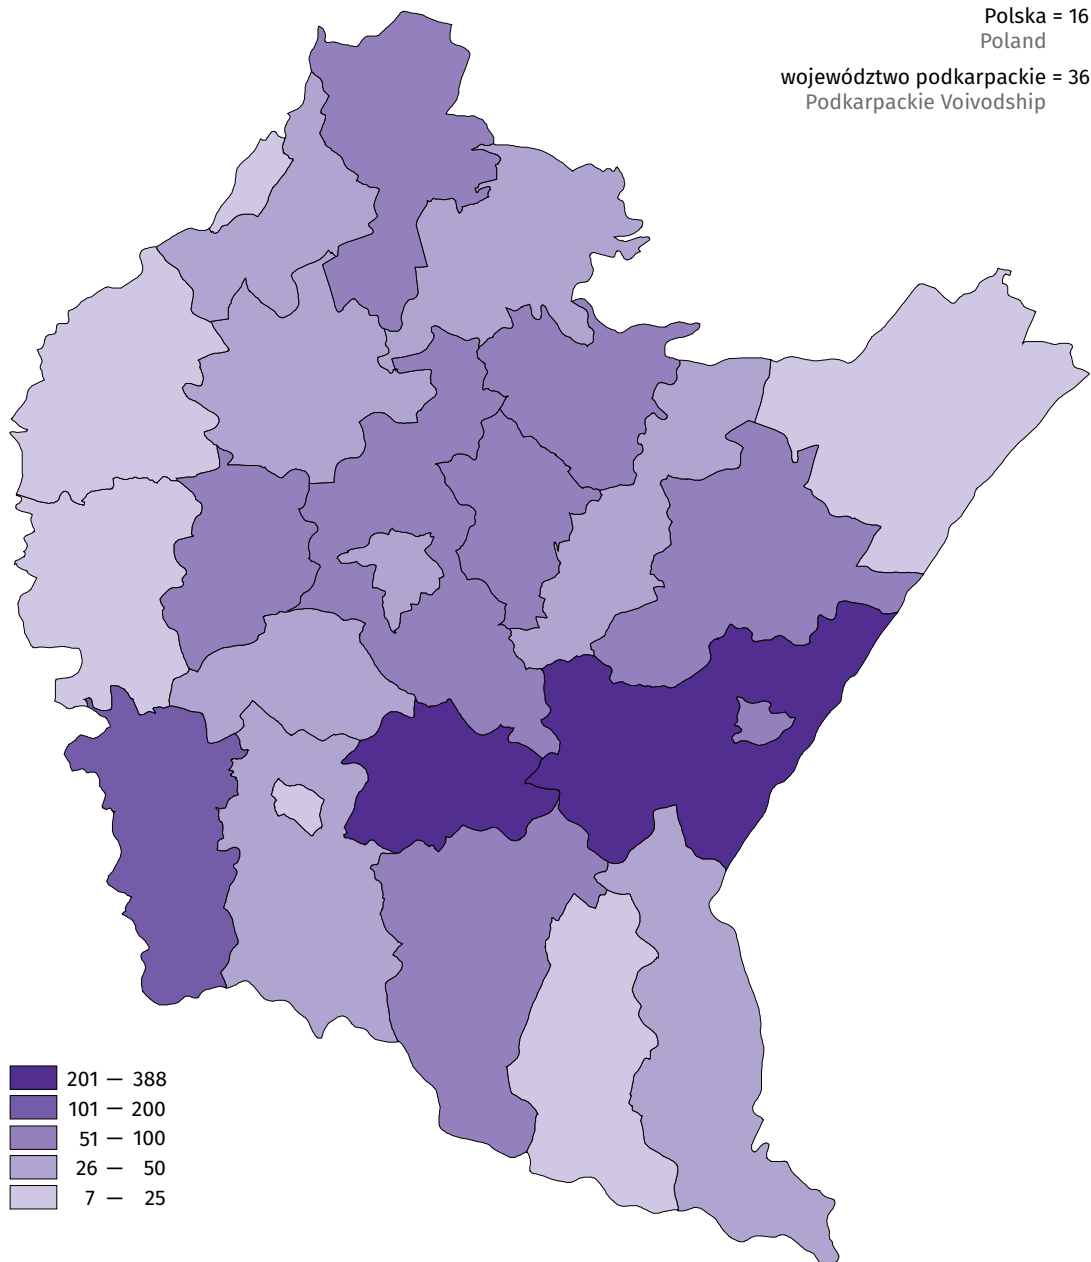 Polska = 16
Poland
województwo podkarpackie = 36
Podkarpackie Voivodship
201 – 388
101 – 200
51 – 100
26 – 50
7 – 25